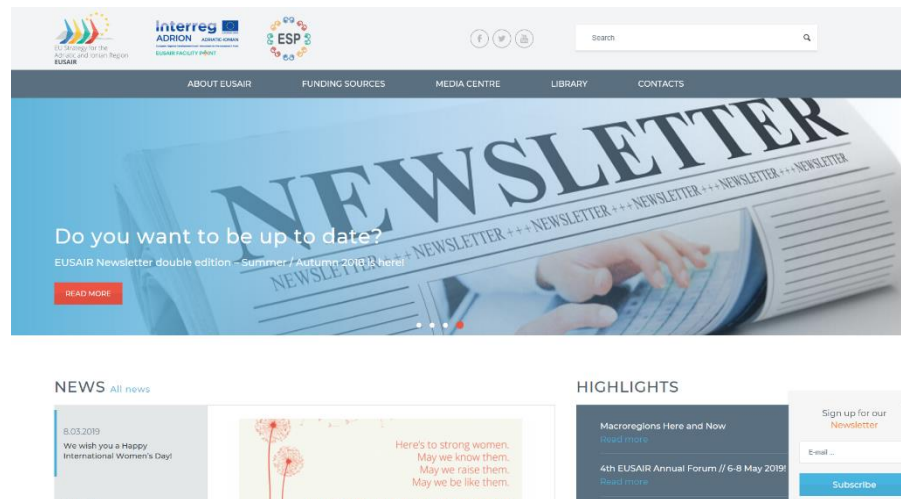 EU Strategy for the
Adriatic and Ionian Region
EUSAIR
Interreg
ADRION ADRIATIC-IONIAN
EUSAIR FACILITY POINT
ESP
Search
ABOUT EUSAIR
FUNDING SOURCES
MEDIA CENTRE
LIBRARY
CONTACTS
NEWSLETTER
+NEWSLETTER+++NEWSLETTER+++NEWSLETTER+++NEWSLETTER
NEWSLETTER
Do you want to be up to date?
EUSAIR Newsletter double edition – Summer / Autumn 2018 is here!
READ MORE
NEWS All news
8.03.2019
We wish you a Happy
International Women's Day!
Here's to strong women.
May we know them.
May we raise them.
May we be like them.
HIGHLIGHTS
Macroregions Here and Now
Read more
4th EUSAIR Annual Forum // 6-8 May 2019!
Read more
Sign up for our
Newsletter
E-mail ...
Subscribe